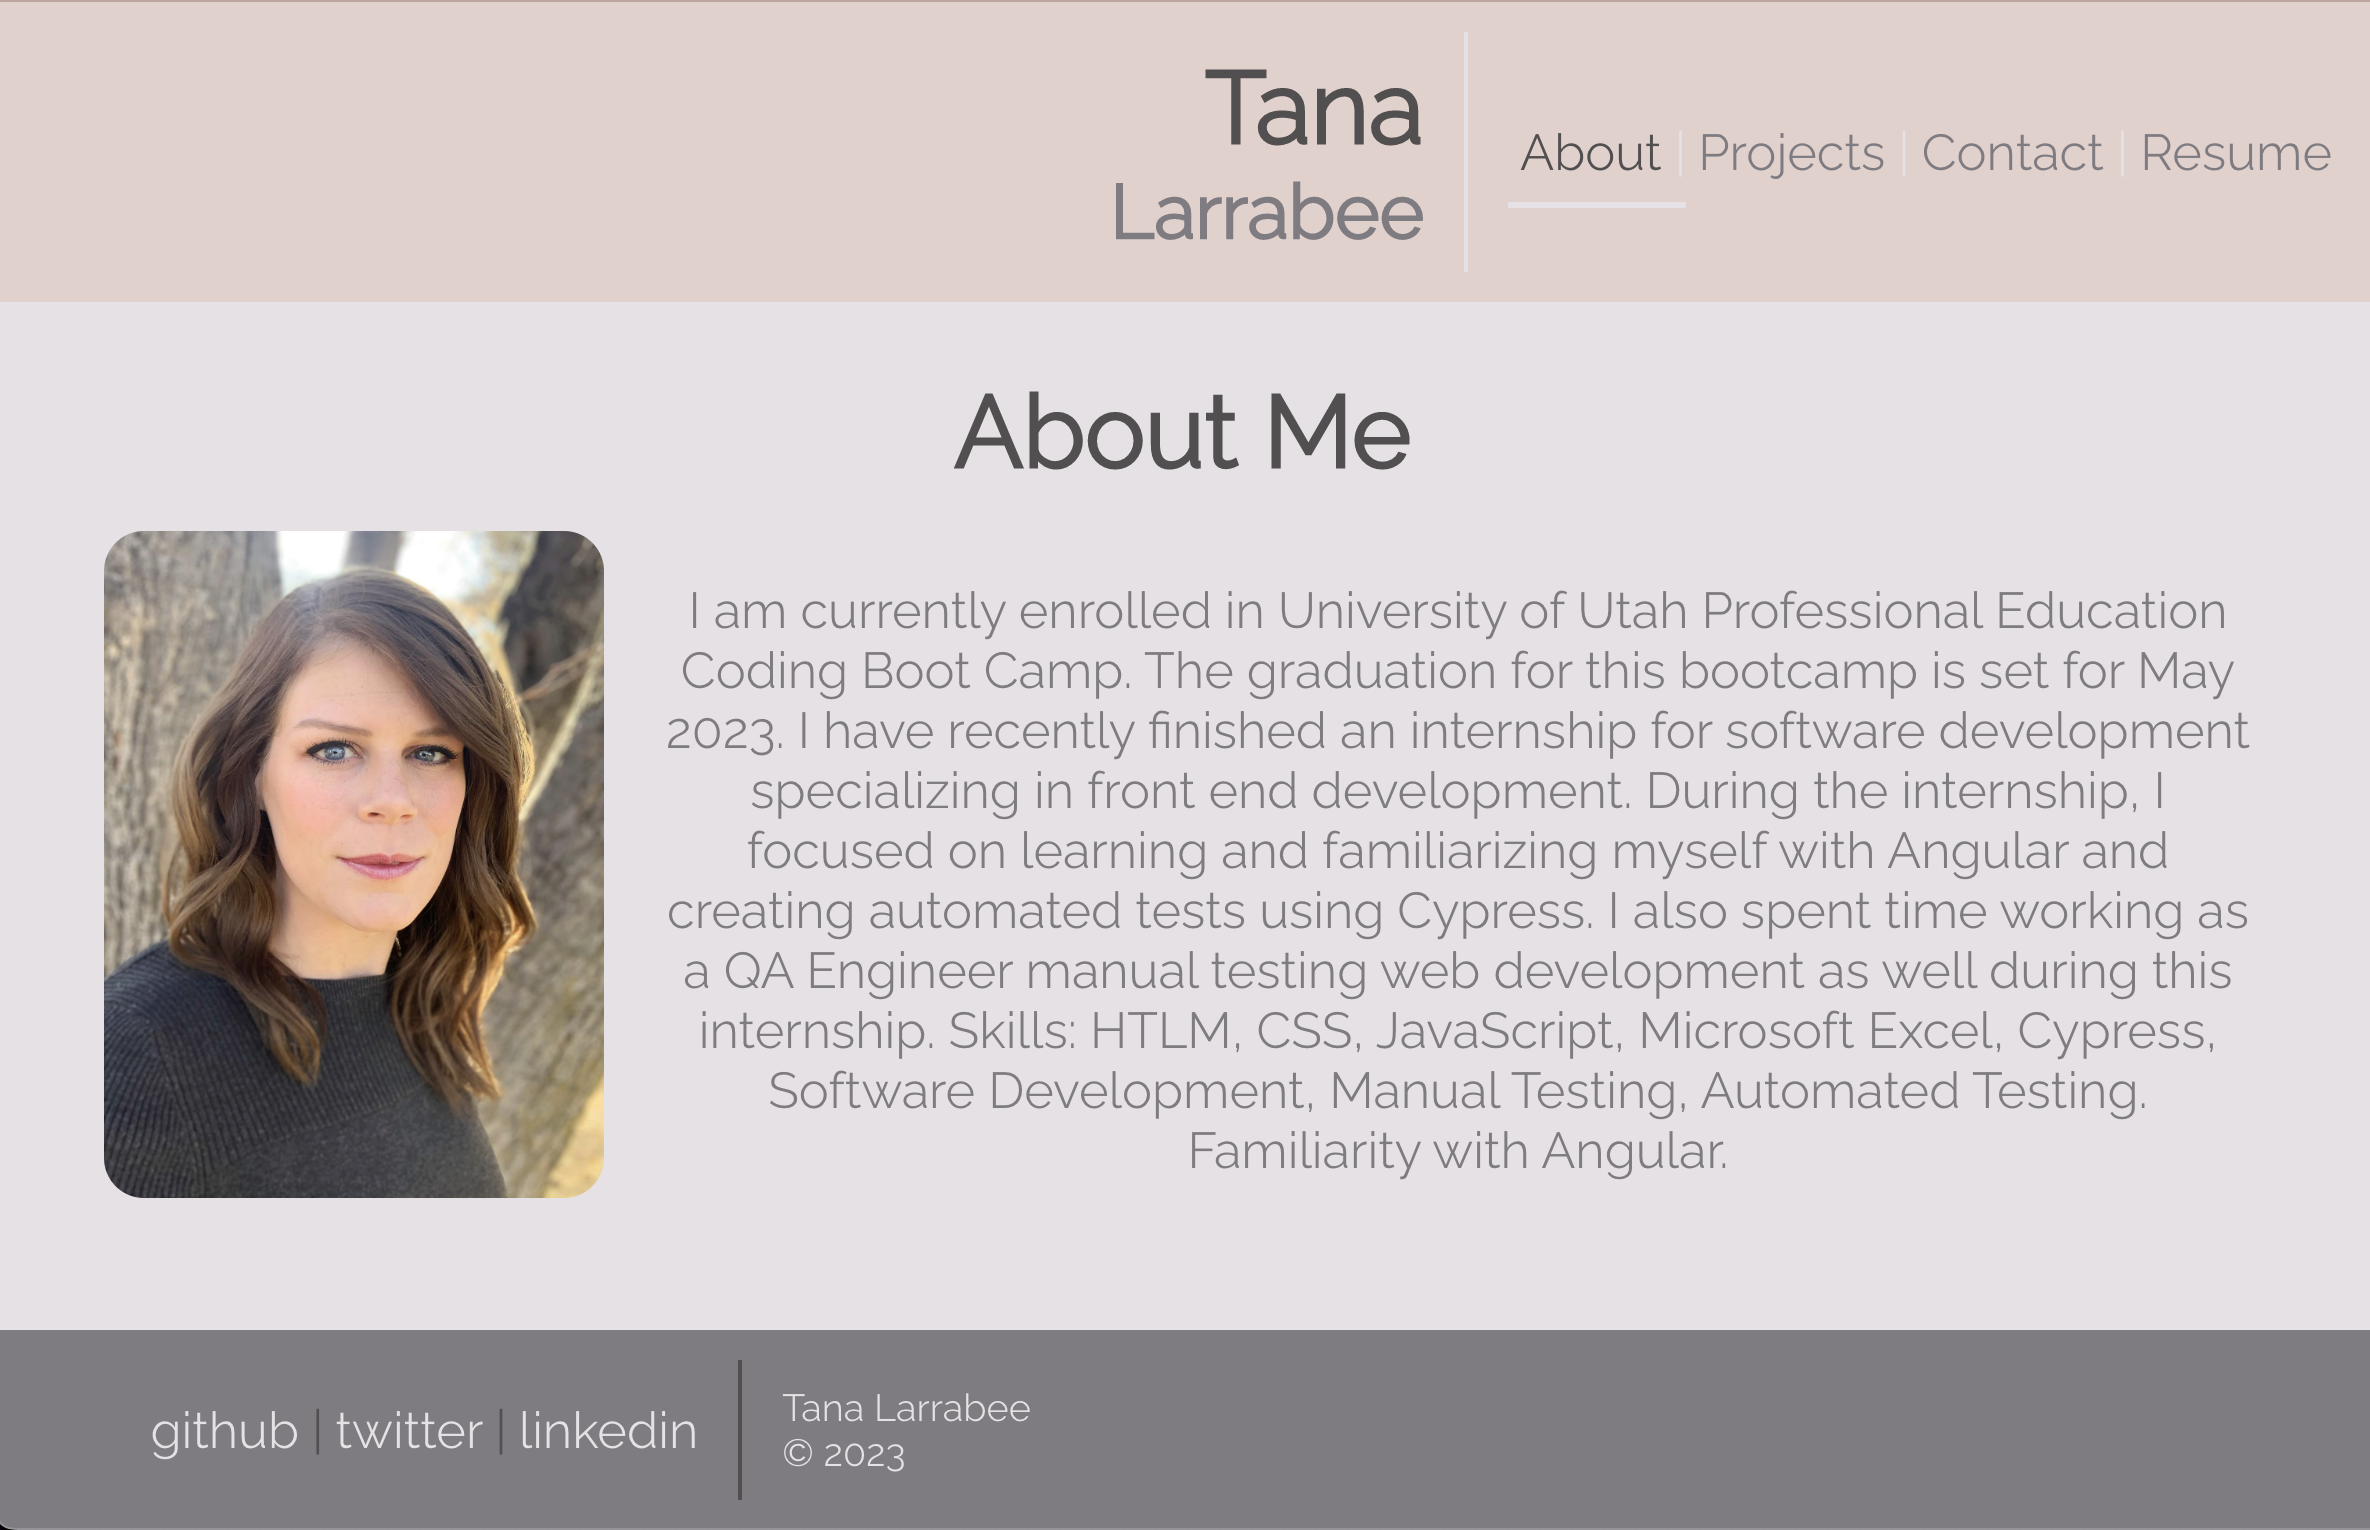 Tana
Larrabee
About | Projects | Contact | Resume
About Me
I am currently enrolled in University of Utah Professional Education
Coding Boot Camp. The graduation for this bootcamp is set for May
2023. I have recently finished an internship for software development
specializing in front end development. During the internship, I
focused on learning and familiarizing myself with Angular and
creating automated tests using Cypress. I also spent time working as
a QA Engineer manual testing web development as well during this
internship. Skills: HTLM, CSS, JavaScript, Microsoft Excel, Cypress,
Software Development, Manual Testing, Automated Testing.
Familiarity with Angular.
github | twitter | linkedin
Tana Larrabee
© 2023